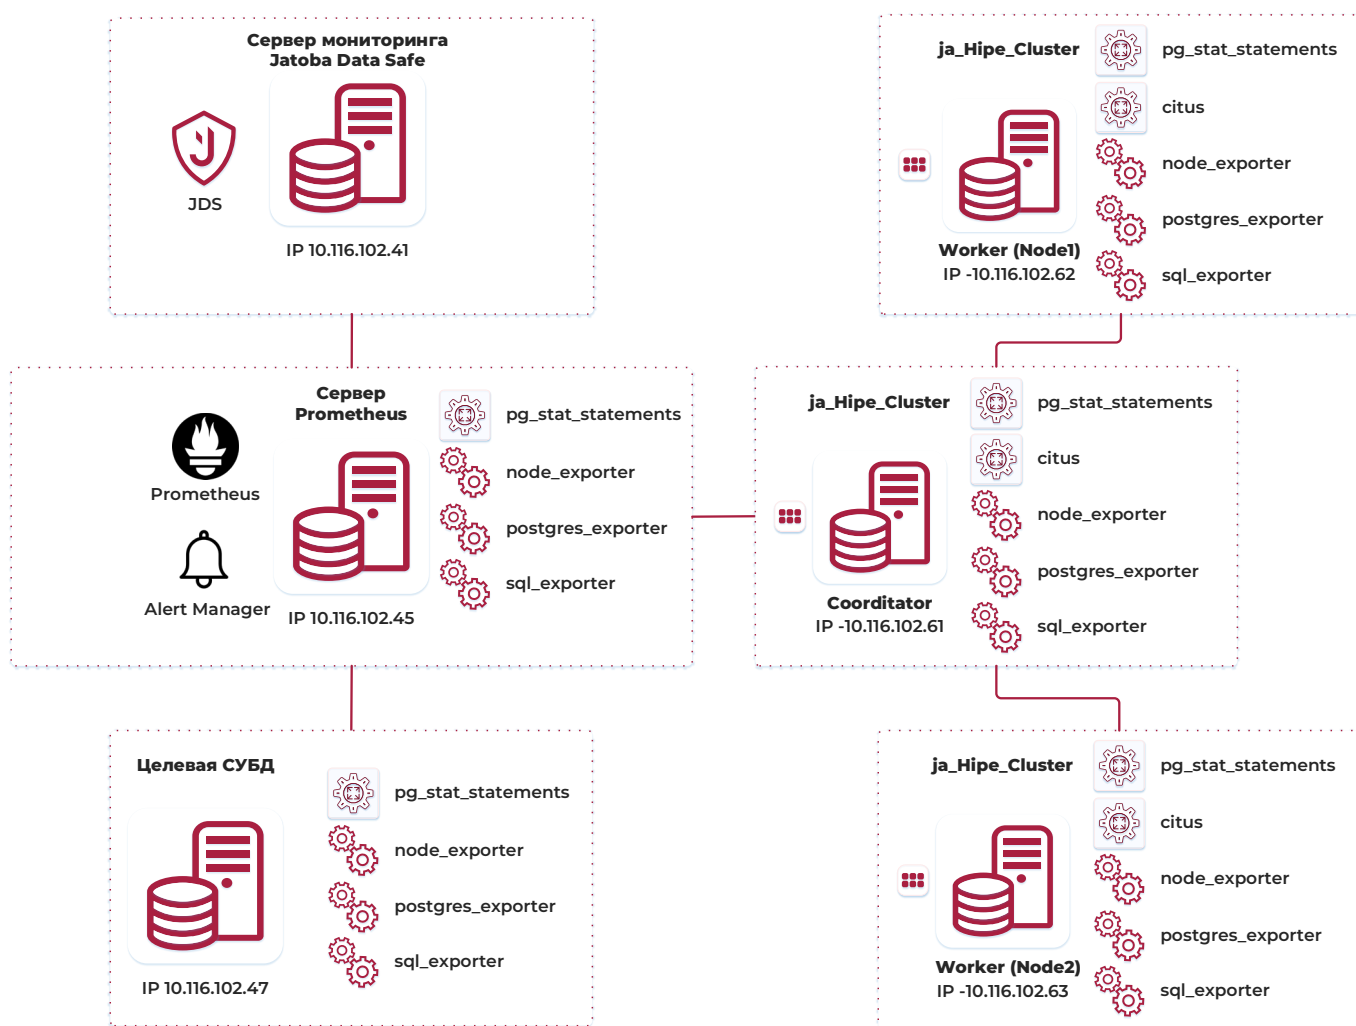 Сервер мониторинга
Jatoba Data Safe
JDS
IP 10.116.102.41
ja_Hipe_Cluster
pg_stat_statements
citus
node_exporter
postgres_exporter
sql_exporter
Worker (Node1)
IP -10.116.102.62
Сервер
Prometheus
Prometheus
Alert Manager
IP 10.116.102.45
pg_stat_statements
node_exporter
postgres_exporter
sql_exporter
ja_Hipe_Cluster
pg_stat_statements
citus
node_exporter
postgres_exporter
sql_exporter
Coorditator
IP -10.116.102.61
Целевая СУБД
pg_stat_statements
node_exporter
postgres_exporter
sql_exporter
IP 10.116.102.47
ja_Hipe_Cluster
pg_stat_statements
citus
node_exporter
postgres_exporter
sql_exporter
Worker (Node2)
IP -10.116.102.63